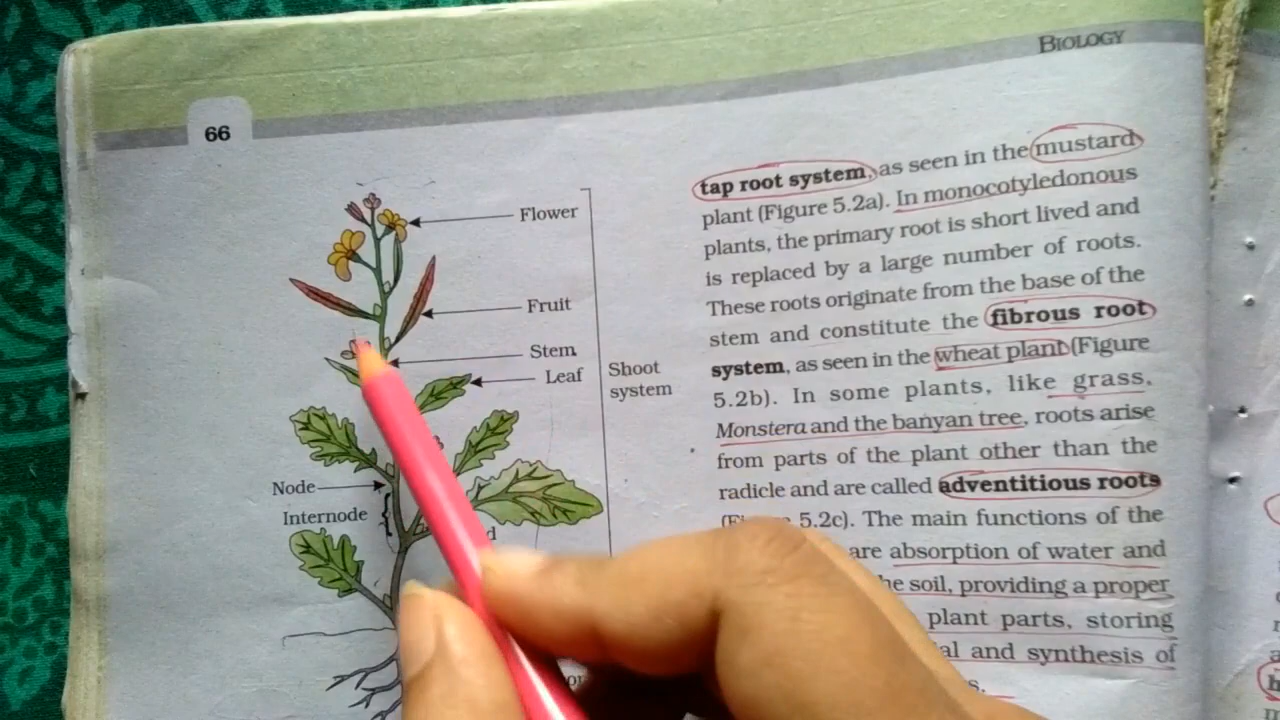 BIOLOGY
66
Flower
Fruit
Stem
Leaf
Shoot
system
Node
Internode
tap root system, as seen in the mustard
plant (Figure 5.2a). In monocotyledonous
plants, the primary root is short lived and
is replaced by a large number of roots.
These roots originate from the base of the
stem and constitute the fibrous root
system, as seen in the wheat plant (Figure
5.2b). In some plants, like grass,
Monstera and the banyan tree, roots arise
from parts of the plant other than the
radicle and are called adventitious roots
5.2c). The main functions of the
are absorption of water and
soil, providing a proper
plant parts, storing
and synthesis of